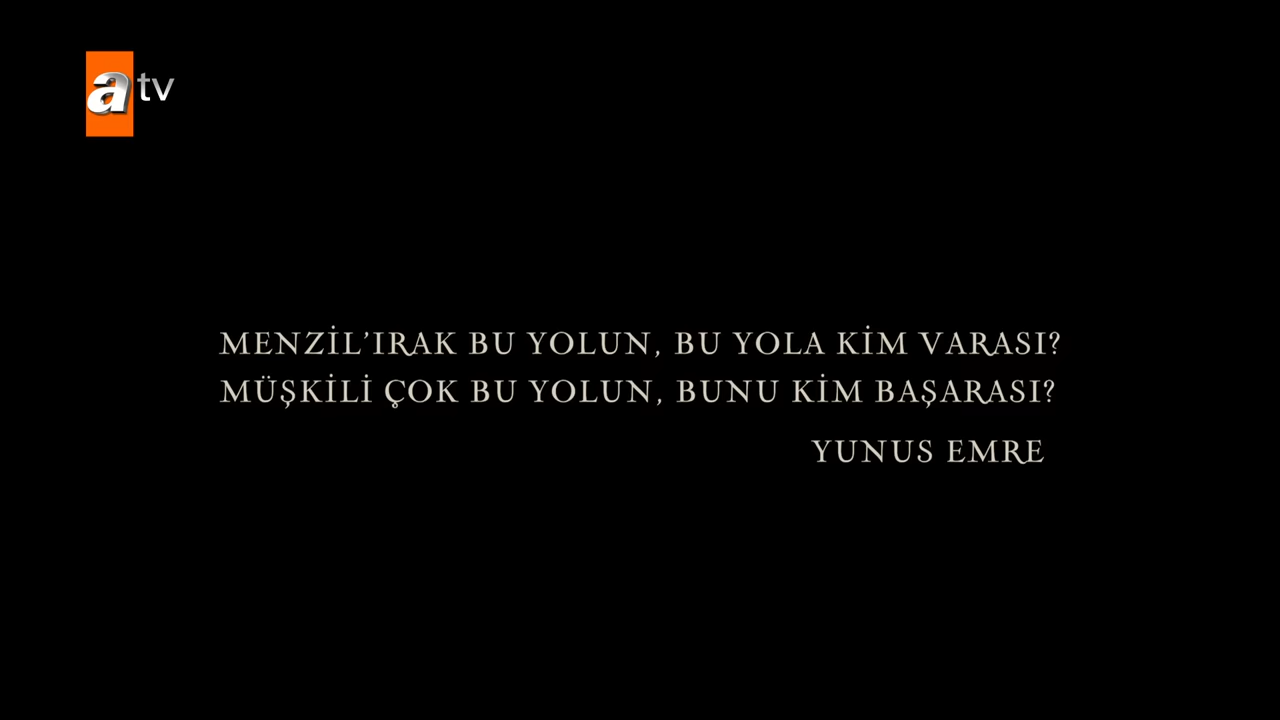 atv
MENZİL'IRAK BU YOLUN, BU YOLA KİM VARASI?
MÜŞKİLİ ÇOK BU YOLUN, BUNU KİM BAŞARASI?
YUNUS EMRE